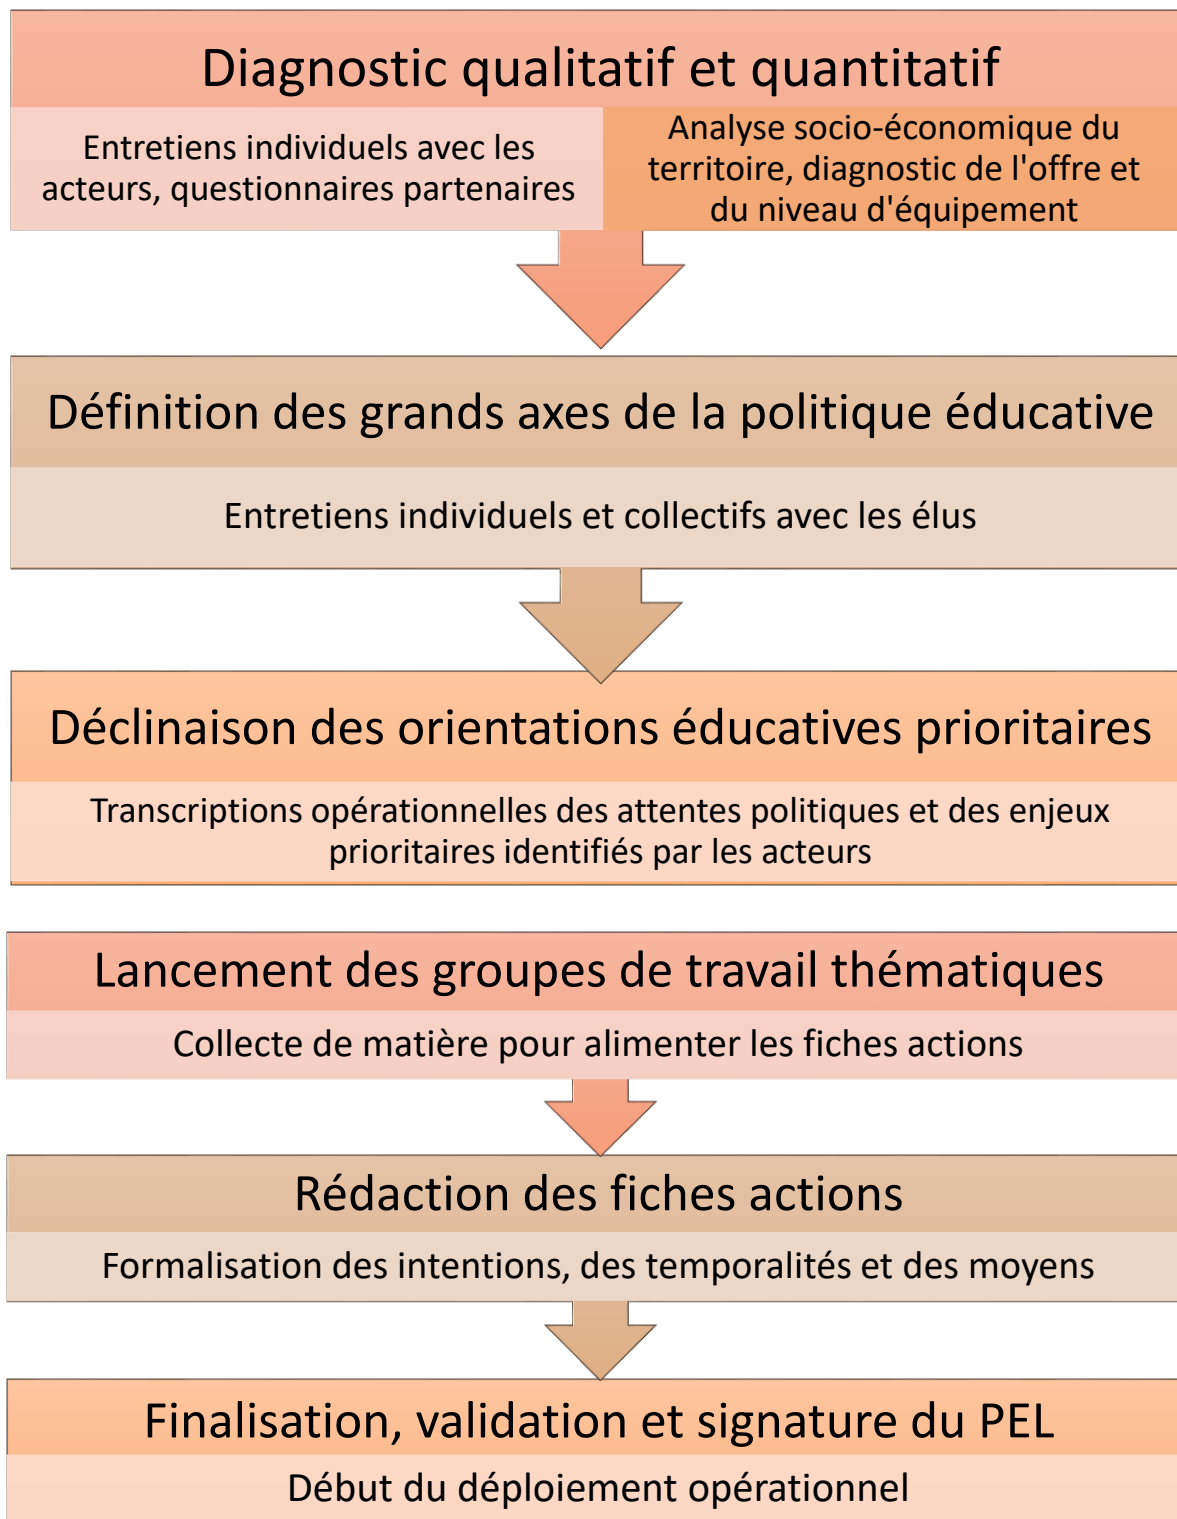 Diagnostic qualitatif et quantitatif
Entretiens individuels avec les
acteurs, questionnaires partenaires
Analyse socio-économique du
territoire, diagnostic de l'offre et
du niveau d'équipement
Définition des grands axes de la politique éducative
Entretiens individuels et collectifs avec les élus
Déclinaison des orientations éducatives prioritaires
Transcriptions opérationnelles des attentes politiques et des enjeux
prioritaires identifiés par les acteurs
Lancement des groupes de travail thématiques
Collecte de matière pour alimenter les fiches actions
Rédaction des fiches actions
Formalisation des intentions, des temporalités et des moyens
Finalisation, validation et signature du PEL
Début du déploiement opérationnel